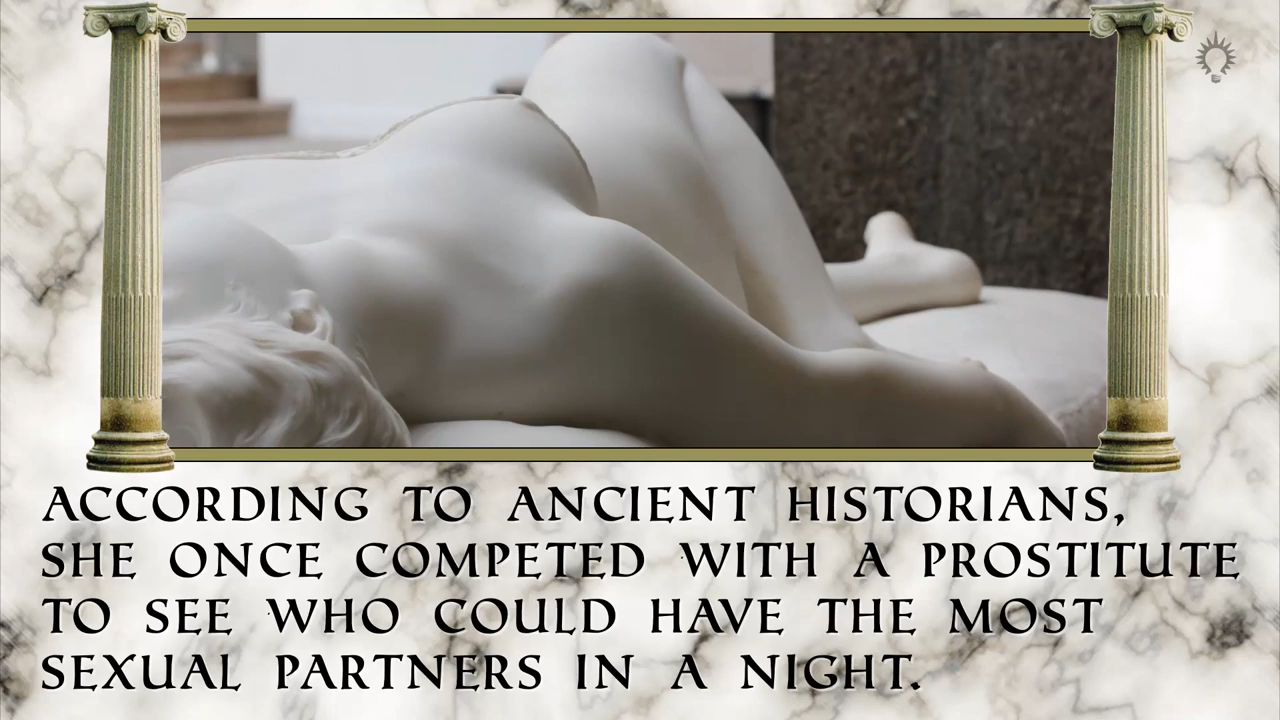 ACCORDING TO ANCIENT HISTORIANS,
SHE ONCE COMPETED WITH A PROSTITUTE
TO SEE WHO COULD HAVE THE MOST
SEXUAL PARTNERS IN A NIGHT.